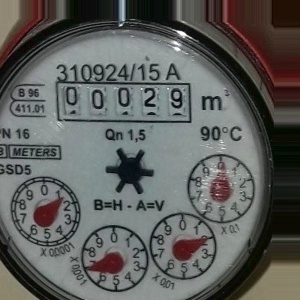 310924/15 A
B 96
411.01
00029 m³
PN 16
Qn 1,5
90°C
B METERS
GSD5
B=H - A=V
X 0,1
X 0,01
X 0,001
X 0,0001